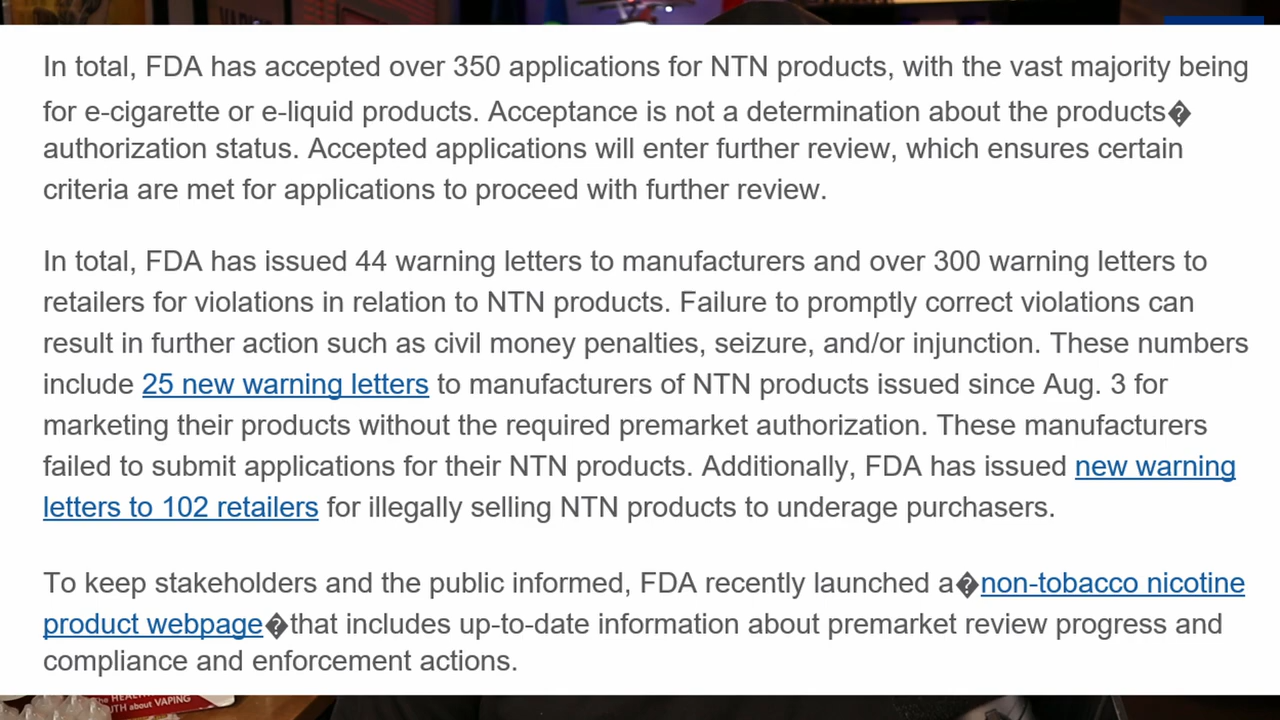 In total, FDA has accepted over 350 applications for NTN products, with the vast majority being
for e-cigarette or e-liquid products. Acceptance is not a determination about the products�
authorization status. Accepted applications will enter further review, which ensures certain
criteria are met for applications to proceed with further review.
In total, FDA has issued 44 warning letters to manufacturers and over 300 warning letters to
retailers for violations in relation to NTN products. Failure to promptly correct violations can
result in further action such as civil money penalties, seizure, and/or injunction. These numbers
include 25 new warning letters to manufacturers of NTN products issued since Aug. 3 for
marketing their products without the required premarket authorization. These manufacturers
failed to submit applications for their NTN products. Additionally, FDA has issued new warning
letters to 102 retailers for illegally selling NTN products to underage purchasers.
To keep stakeholders and the public informed, FDA recently launched a�non-tobacco nicotine
product webpage�that includes up-to-date information about premarket review progress and
compliance and enforcement actions.
about VAPING